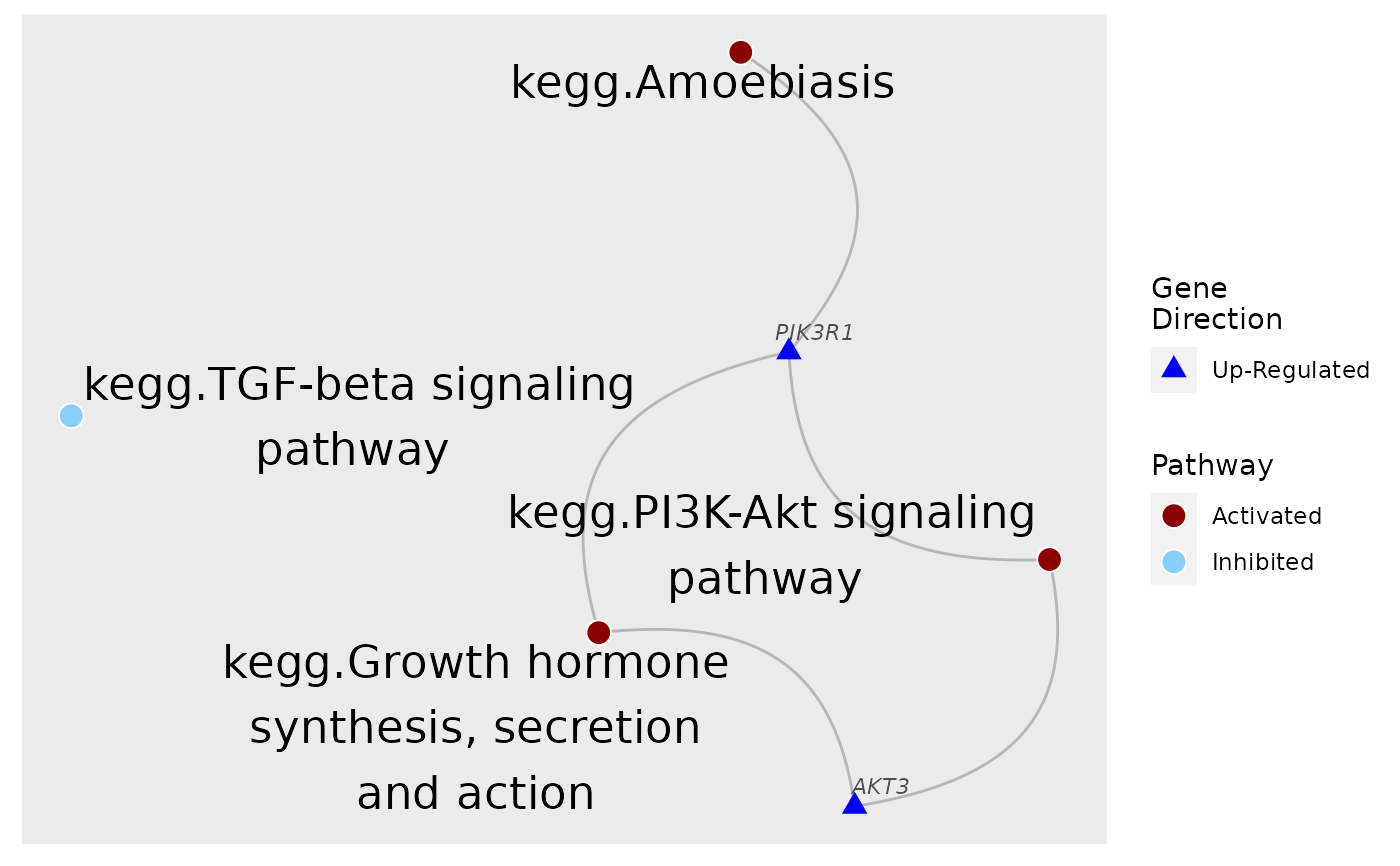 kegg.Amoebiasis
PIK3R1
kegg.TGF-beta signaling
pathway
kegg.PI3K-Akt signaling
pathway
kegg.Growth hormone
synthesis, secretion
and action
AKT3
Gene
Direction
Up-Regulated
Pathway
Activated
Inhibited